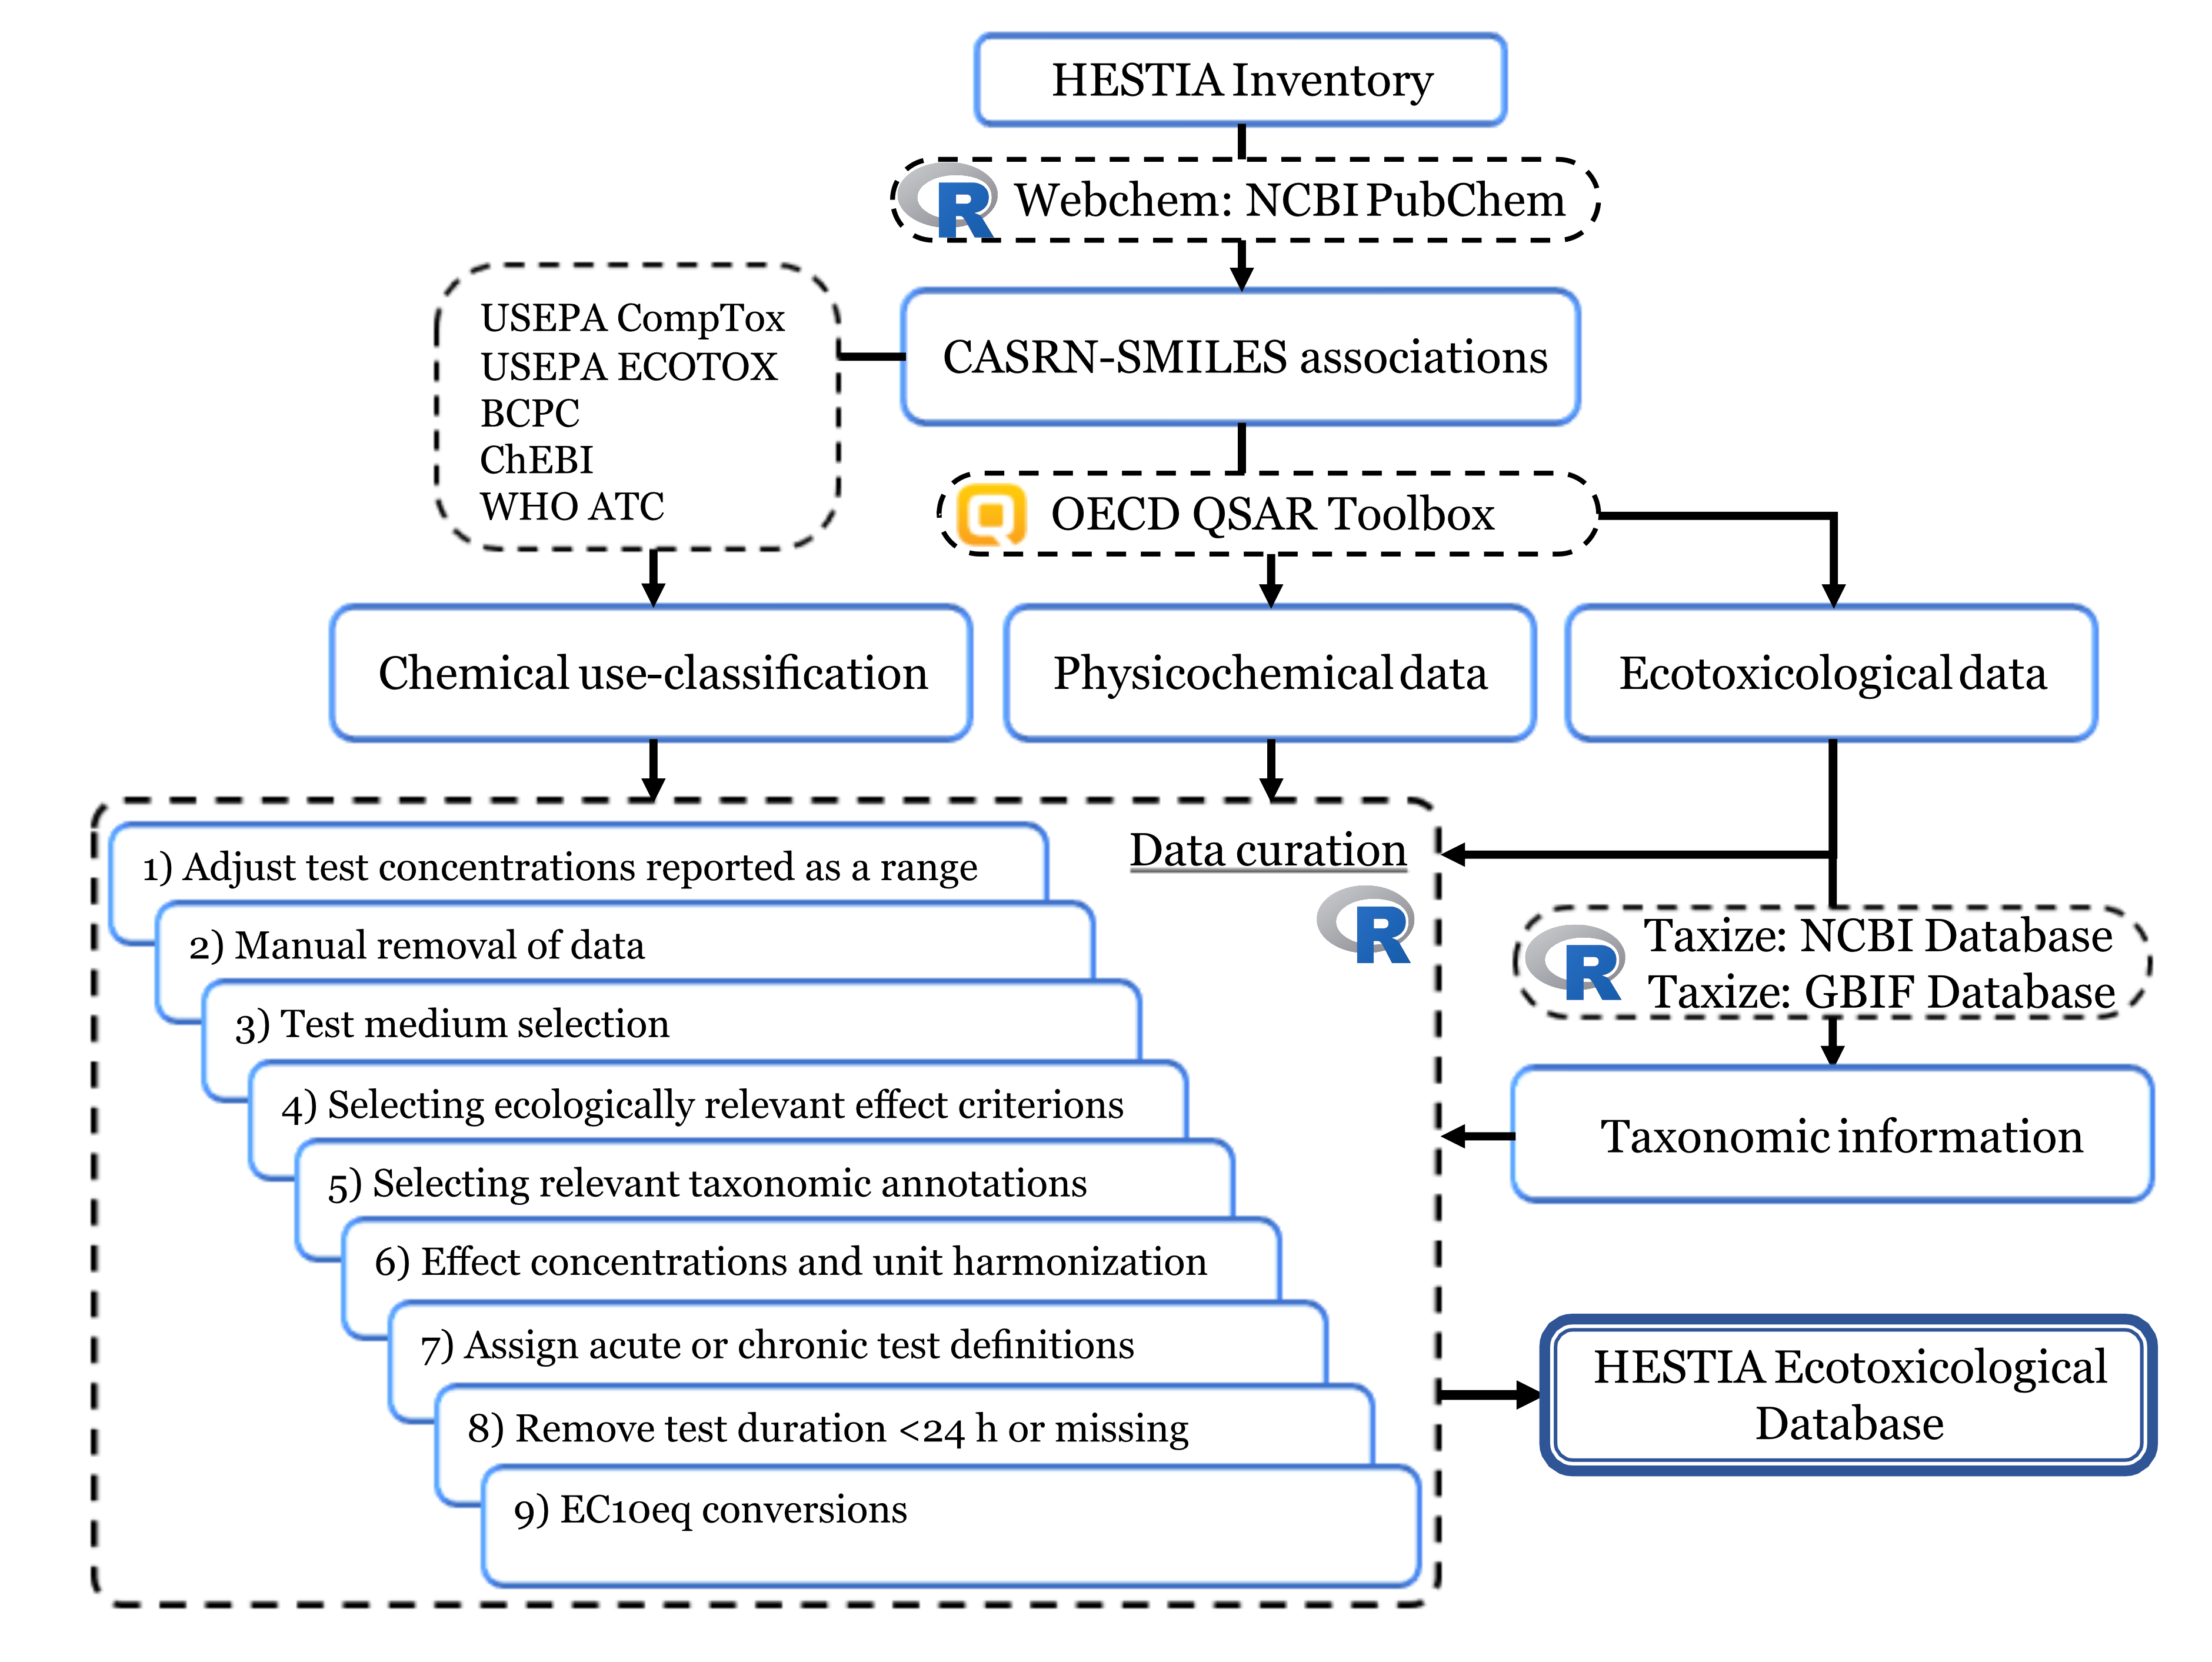 HESTIA Inventory
R
Webchem: NCBI PubChem
USEPA CompTox
USEPA ECOTOX
BCPC
ChEBI
WHO ATC
CASRN-SMILES associations
OECD QSAR Toolbox
Chemical use-classification
Physicochemical data
Ecotoxicological data
Data curation
R
1) Adjust test concentrations reported as a range
2) Manual removal of data
3) Test medium selection
4) Selecting ecologically relevant effect criterions
5) Selecting relevant taxonomic annotations
6) Effect concentrations and unit harmonization
7) Assign acute or chronic test definitions
8) Remove test duration <24 h or missing
9) EC10eq conversions
R
Taxize: NCBI Database
Taxize: GBIF Database
Taxonomic information
HESTIA Ecotoxicological
Database